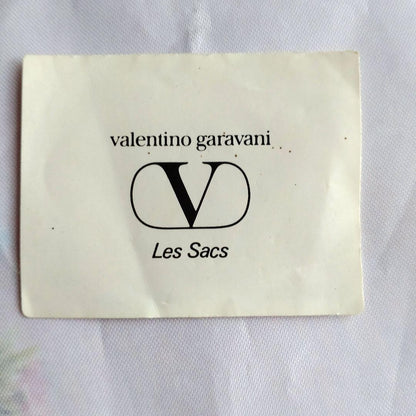 valentino garavani
V
Les Sacs